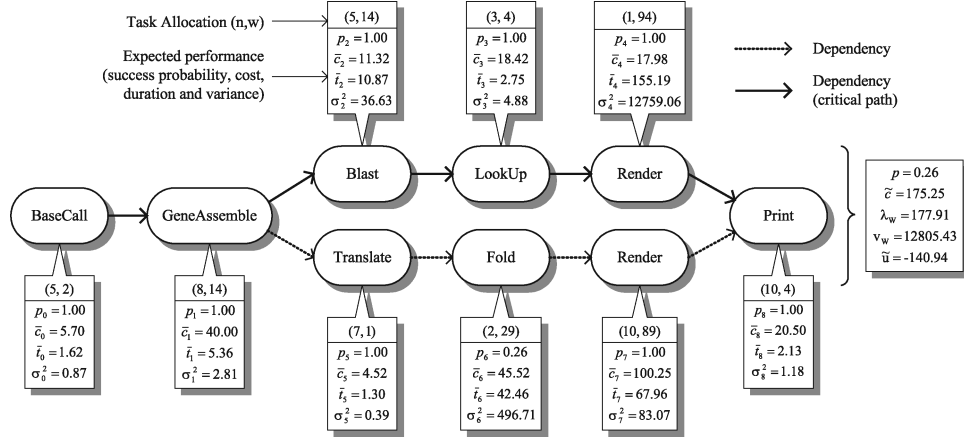 Task Allocation (n,w)
Expected performance
(success probability, cost,
duration and variance)
(5, 14)
p₂ = 1.00
c̄₂ = 11.32
t̄₂ = 10.87
σ₂² = 36.63
(3, 4)
p₃ = 1.00
c̄₃ = 18.42
t̄₃ = 2.75
σ₃² = 4.88
(1, 94)
p₄ = 1.00
c̄₄ = 17.98
t̄₄ = 155.19
σ₄² = 12759.06
Dependency
Dependency
(critical path)
Blast
LookUp
Render
BaseCall
GeneAssemble
Print
Translate
Fold
Render
p = 0.26
c̃ = 175.25
λ_w = 177.91
v_w = 12805.43
ũ = -140.94
(5, 2)
p₀ = 1.00
c̄₀ = 5.70
t̄₀ = 1.62
σ₀² = 0.87
(8, 14)
p₁ = 1.00
c̄₁ = 40.00
t̄₁ = 5.36
σ₁² = 2.81
(7, 1)
p₅ = 1.00
c̄₅ = 4.52
t̄₅ = 1.30
σ₅² = 0.39
(2, 29)
p₆ = 0.26
c̄₆ = 45.52
t̄₆ = 42.46
σ₆² = 496.71
(10, 89)
p₇ = 1.00
c̄₇ = 100.25
t̄₇ = 67.96
σ₇² = 83.07
(10, 4)
p₈ = 1.00
c̄₈ = 20.50
t̄₈ = 2.13
σ₈² = 1.18